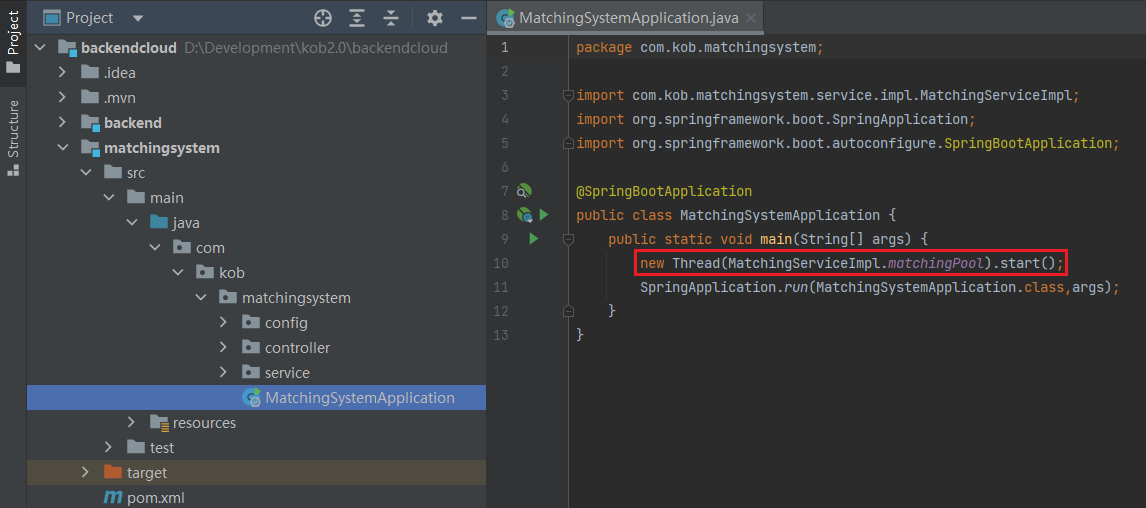 Project
Structure
Project
backendcloud D:\Development\kob2.0\backendcloud
.idea
.mvn
backend
matchingsystem
src
main
java
com
kob
matchingsystem
config
controller
service
MatchingSystemApplication
resources
test
target
pom.xml
MatchingSystemApplication.java
1 package com.kob.matchingsystem;
2
3 import com.kob.matchingsystem.service.impl.MatchingServiceImpl;
4 import org.springframework.boot.SpringApplication;
5 import org.springframework.boot.autoconfigure.SpringBootApplication;
6
7 @SpringBootApplication
8 public class MatchingSystemApplication {
9 public static void main(String[] args) {
10 new Thread(MatchingServiceImpl.matchingPool).start();
11 SpringApplication.run(MatchingSystemApplication.class,args);
12 }
13 }